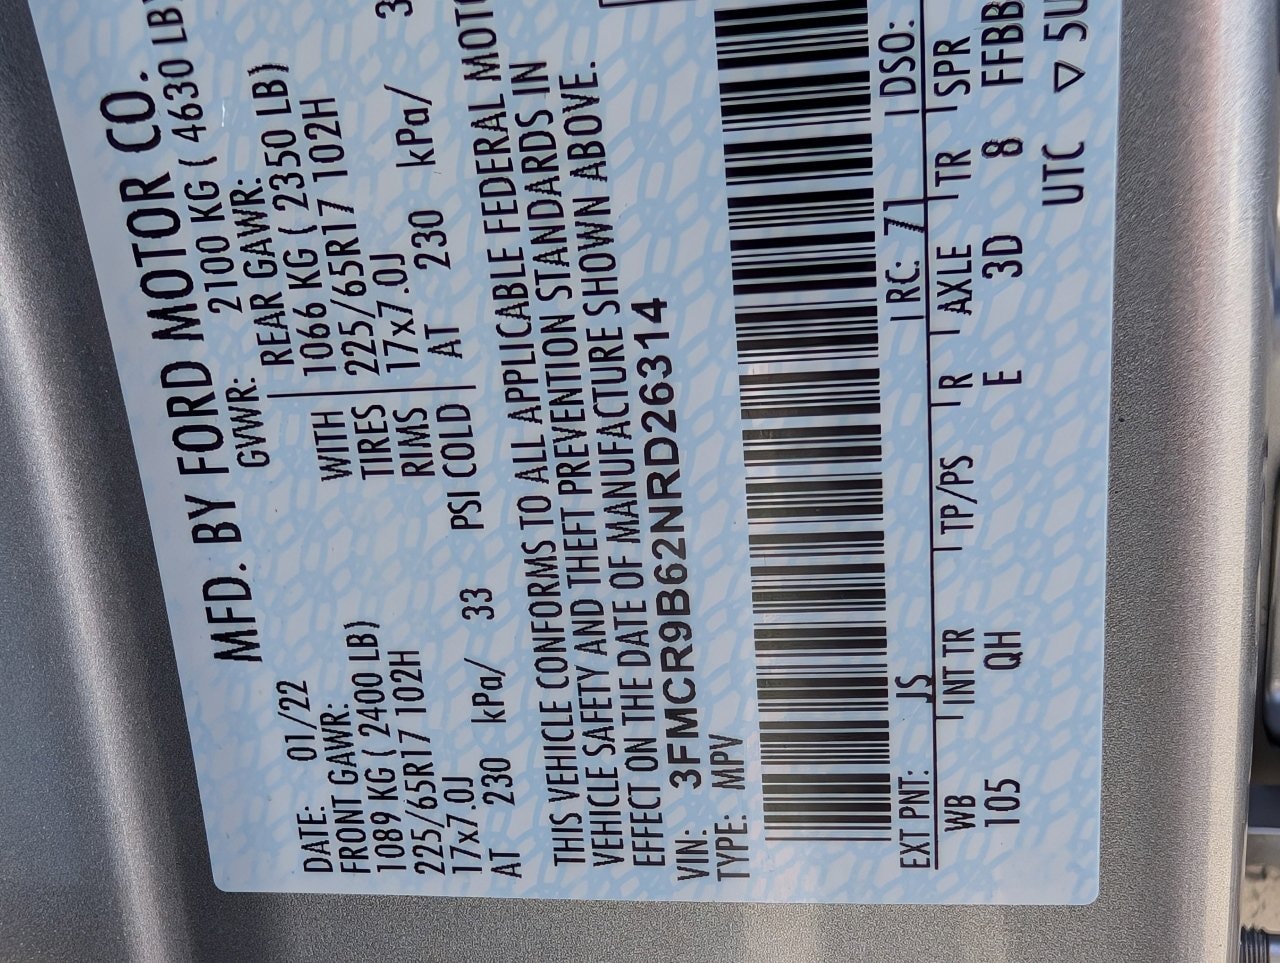 MFD. BY FORD MOTOR CO.
DATE: 01/22 GVWR: 2100 KG ( 4630 LB)
FRONT GAWR: REAR GAWR:
1089 KG ( 2400 LB) WITH 1066 KG ( 2350 LB)
225/65R17 102H TIRES 225/65R17 102H
17x7.0J RIMS 17x7.0J
AT 230 kPa/ 33 PSI COLD AT 230 kPa/ 3
THIS VEHICLE CONFORMS TO ALL APPLICABLE FEDERAL MOTO
VEHICLE SAFETY AND THEFT PREVENTION STANDARDS IN
EFFECT ON THE DATE OF MANUFACTURE SHOWN ABOVE.
VIN: 3FMCR9B62NRD26314
TYPE: MPV
EXT PNT: JS RC: 71 DSO:
WB INT TR TP/PS R AXLE TR SPR
105 QH E 3D 8 FFBB
UTC ▽ 5U